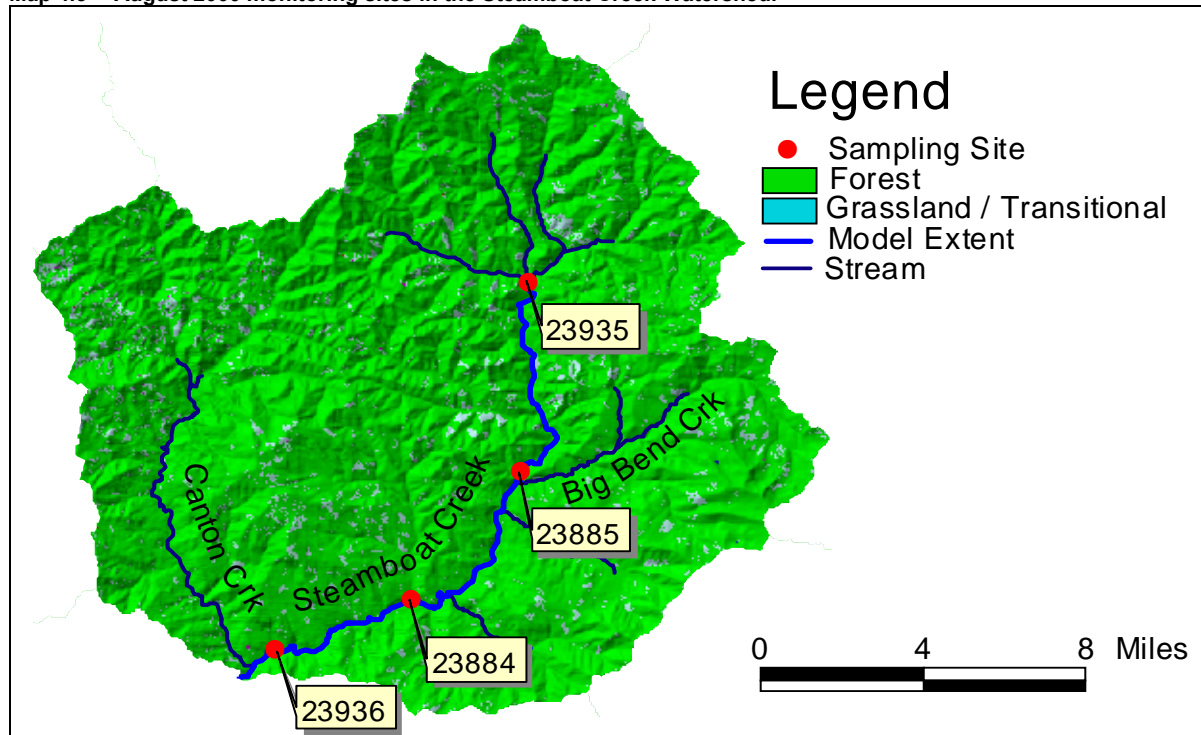 Legend
Sampling Site
Forest
Grassland / Transitional
Model Extent
Stream
23935
Big Bend Crk
23885
Steamboat Creek
Canton Crk
23884
23936
0 4 8 Miles